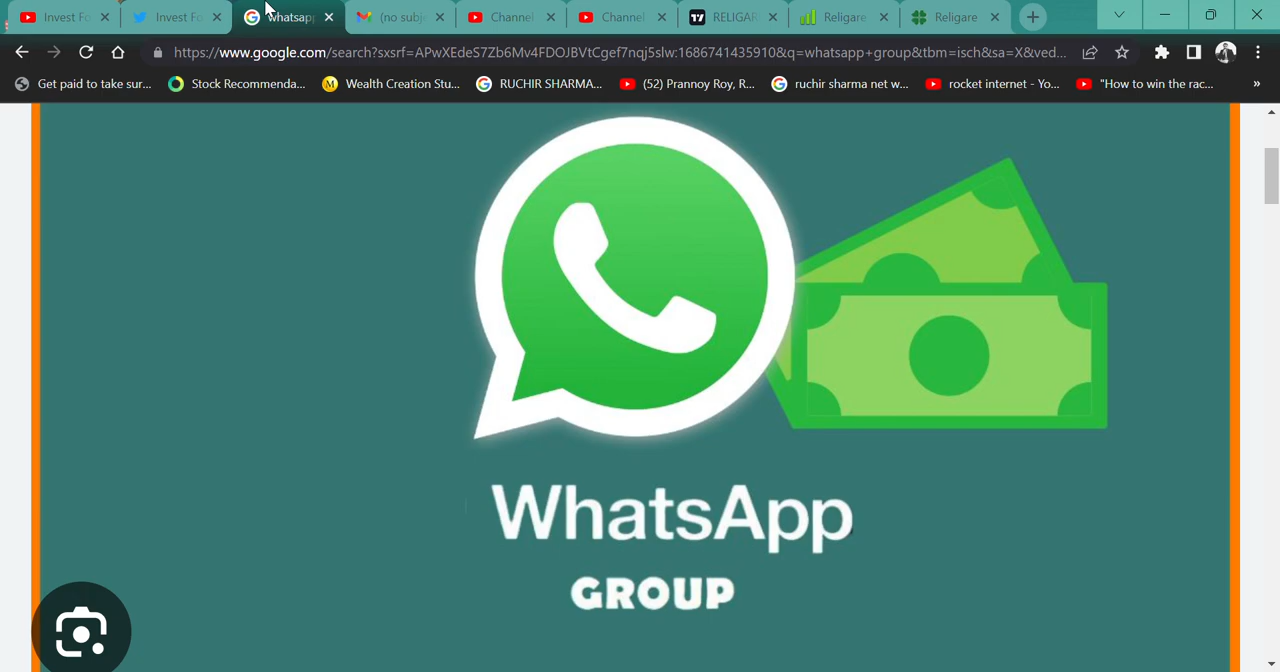 Invest Fo
Invest Fo
whatsapp
(no subje
Channel
Channel
RELIGAR
Religare
Religare
https://www.google.com/search?sxsrf=APwXEdeS7Zb6Mv4FDOJBVtCgef7nqj5slw:1686741435910&q=whatsapp+group&tbm=isch&sa=X&ved...
Get paid to take sur...
Stock Recommenda...
Wealth Creation Stu...
RUCHIR SHARMA...
(52) Prannoy Roy, R...
ruchir sharma net w...
rocket internet - Yo...
"How to win the rac...
»
WhatsApp
GROUP